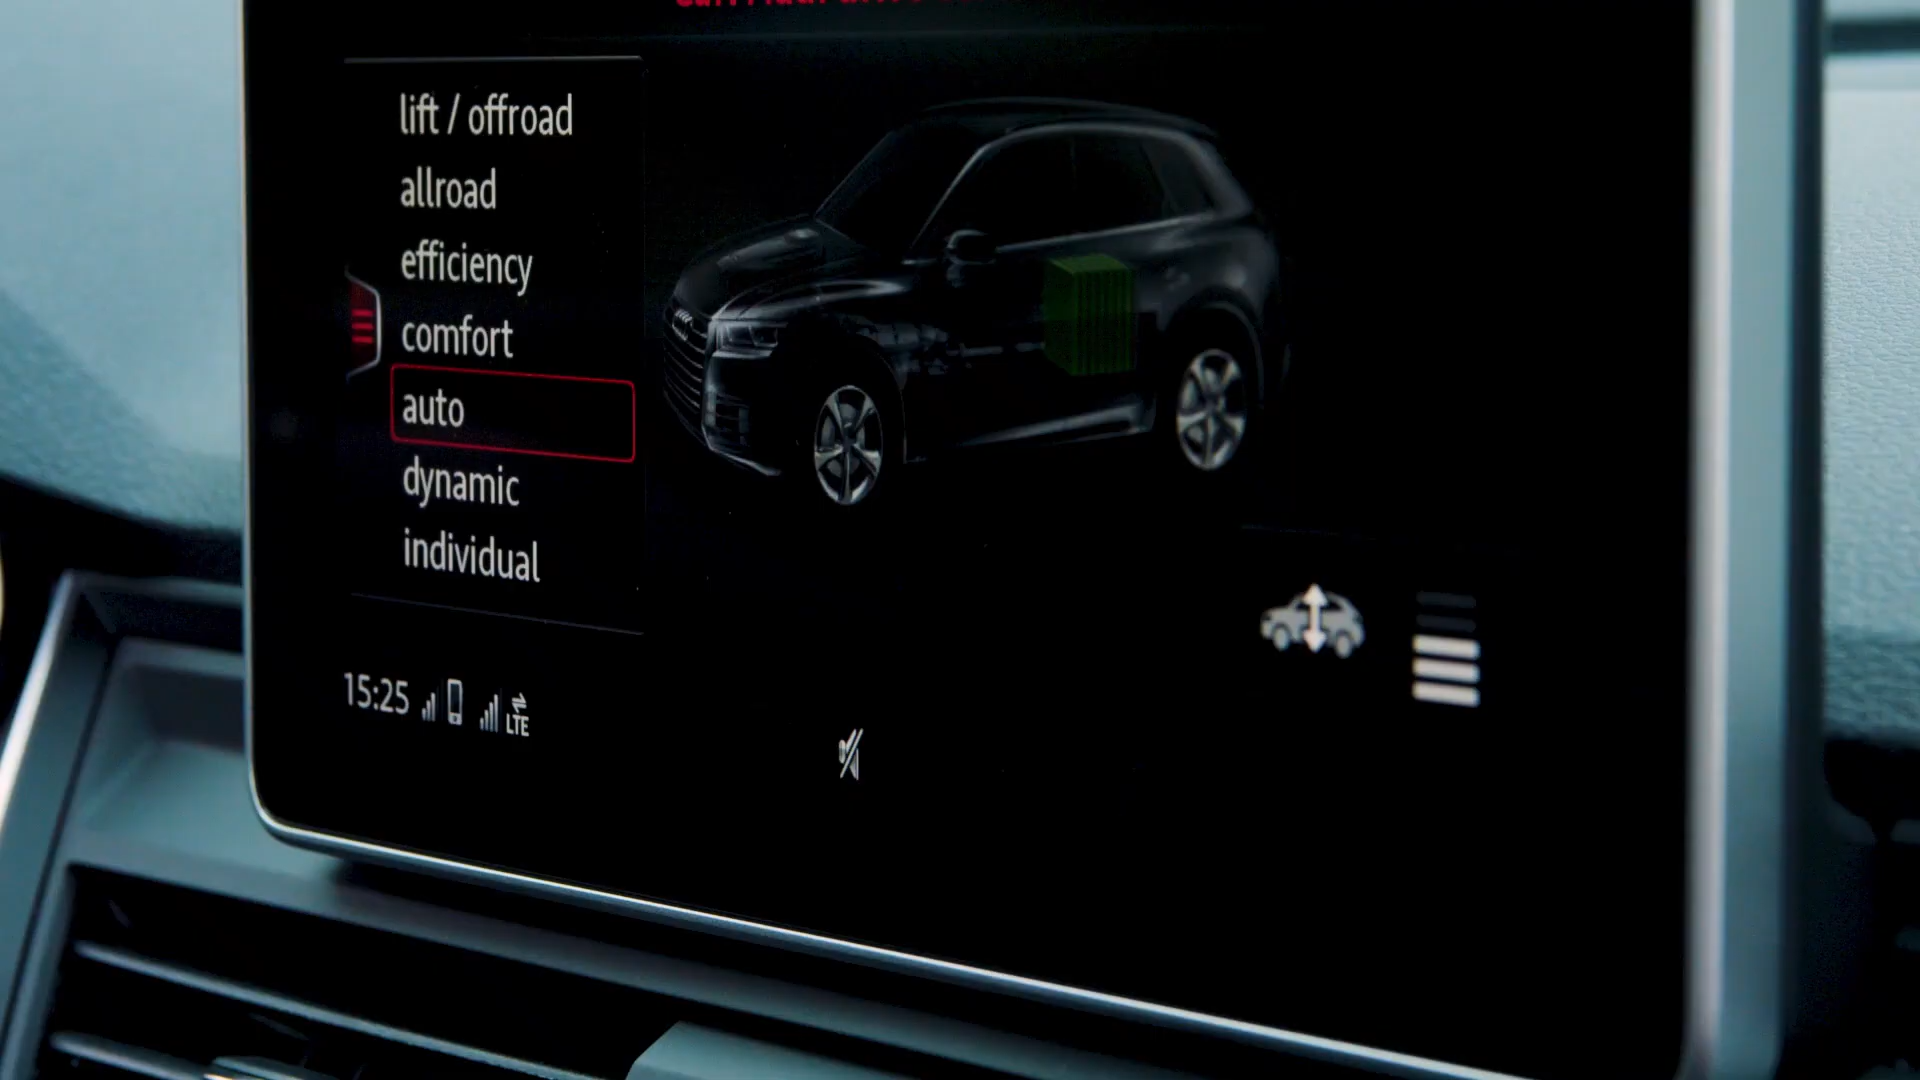 lift / offroad
allroad
efficiency
comfort
auto
dynamic
individual
15:25
LTE